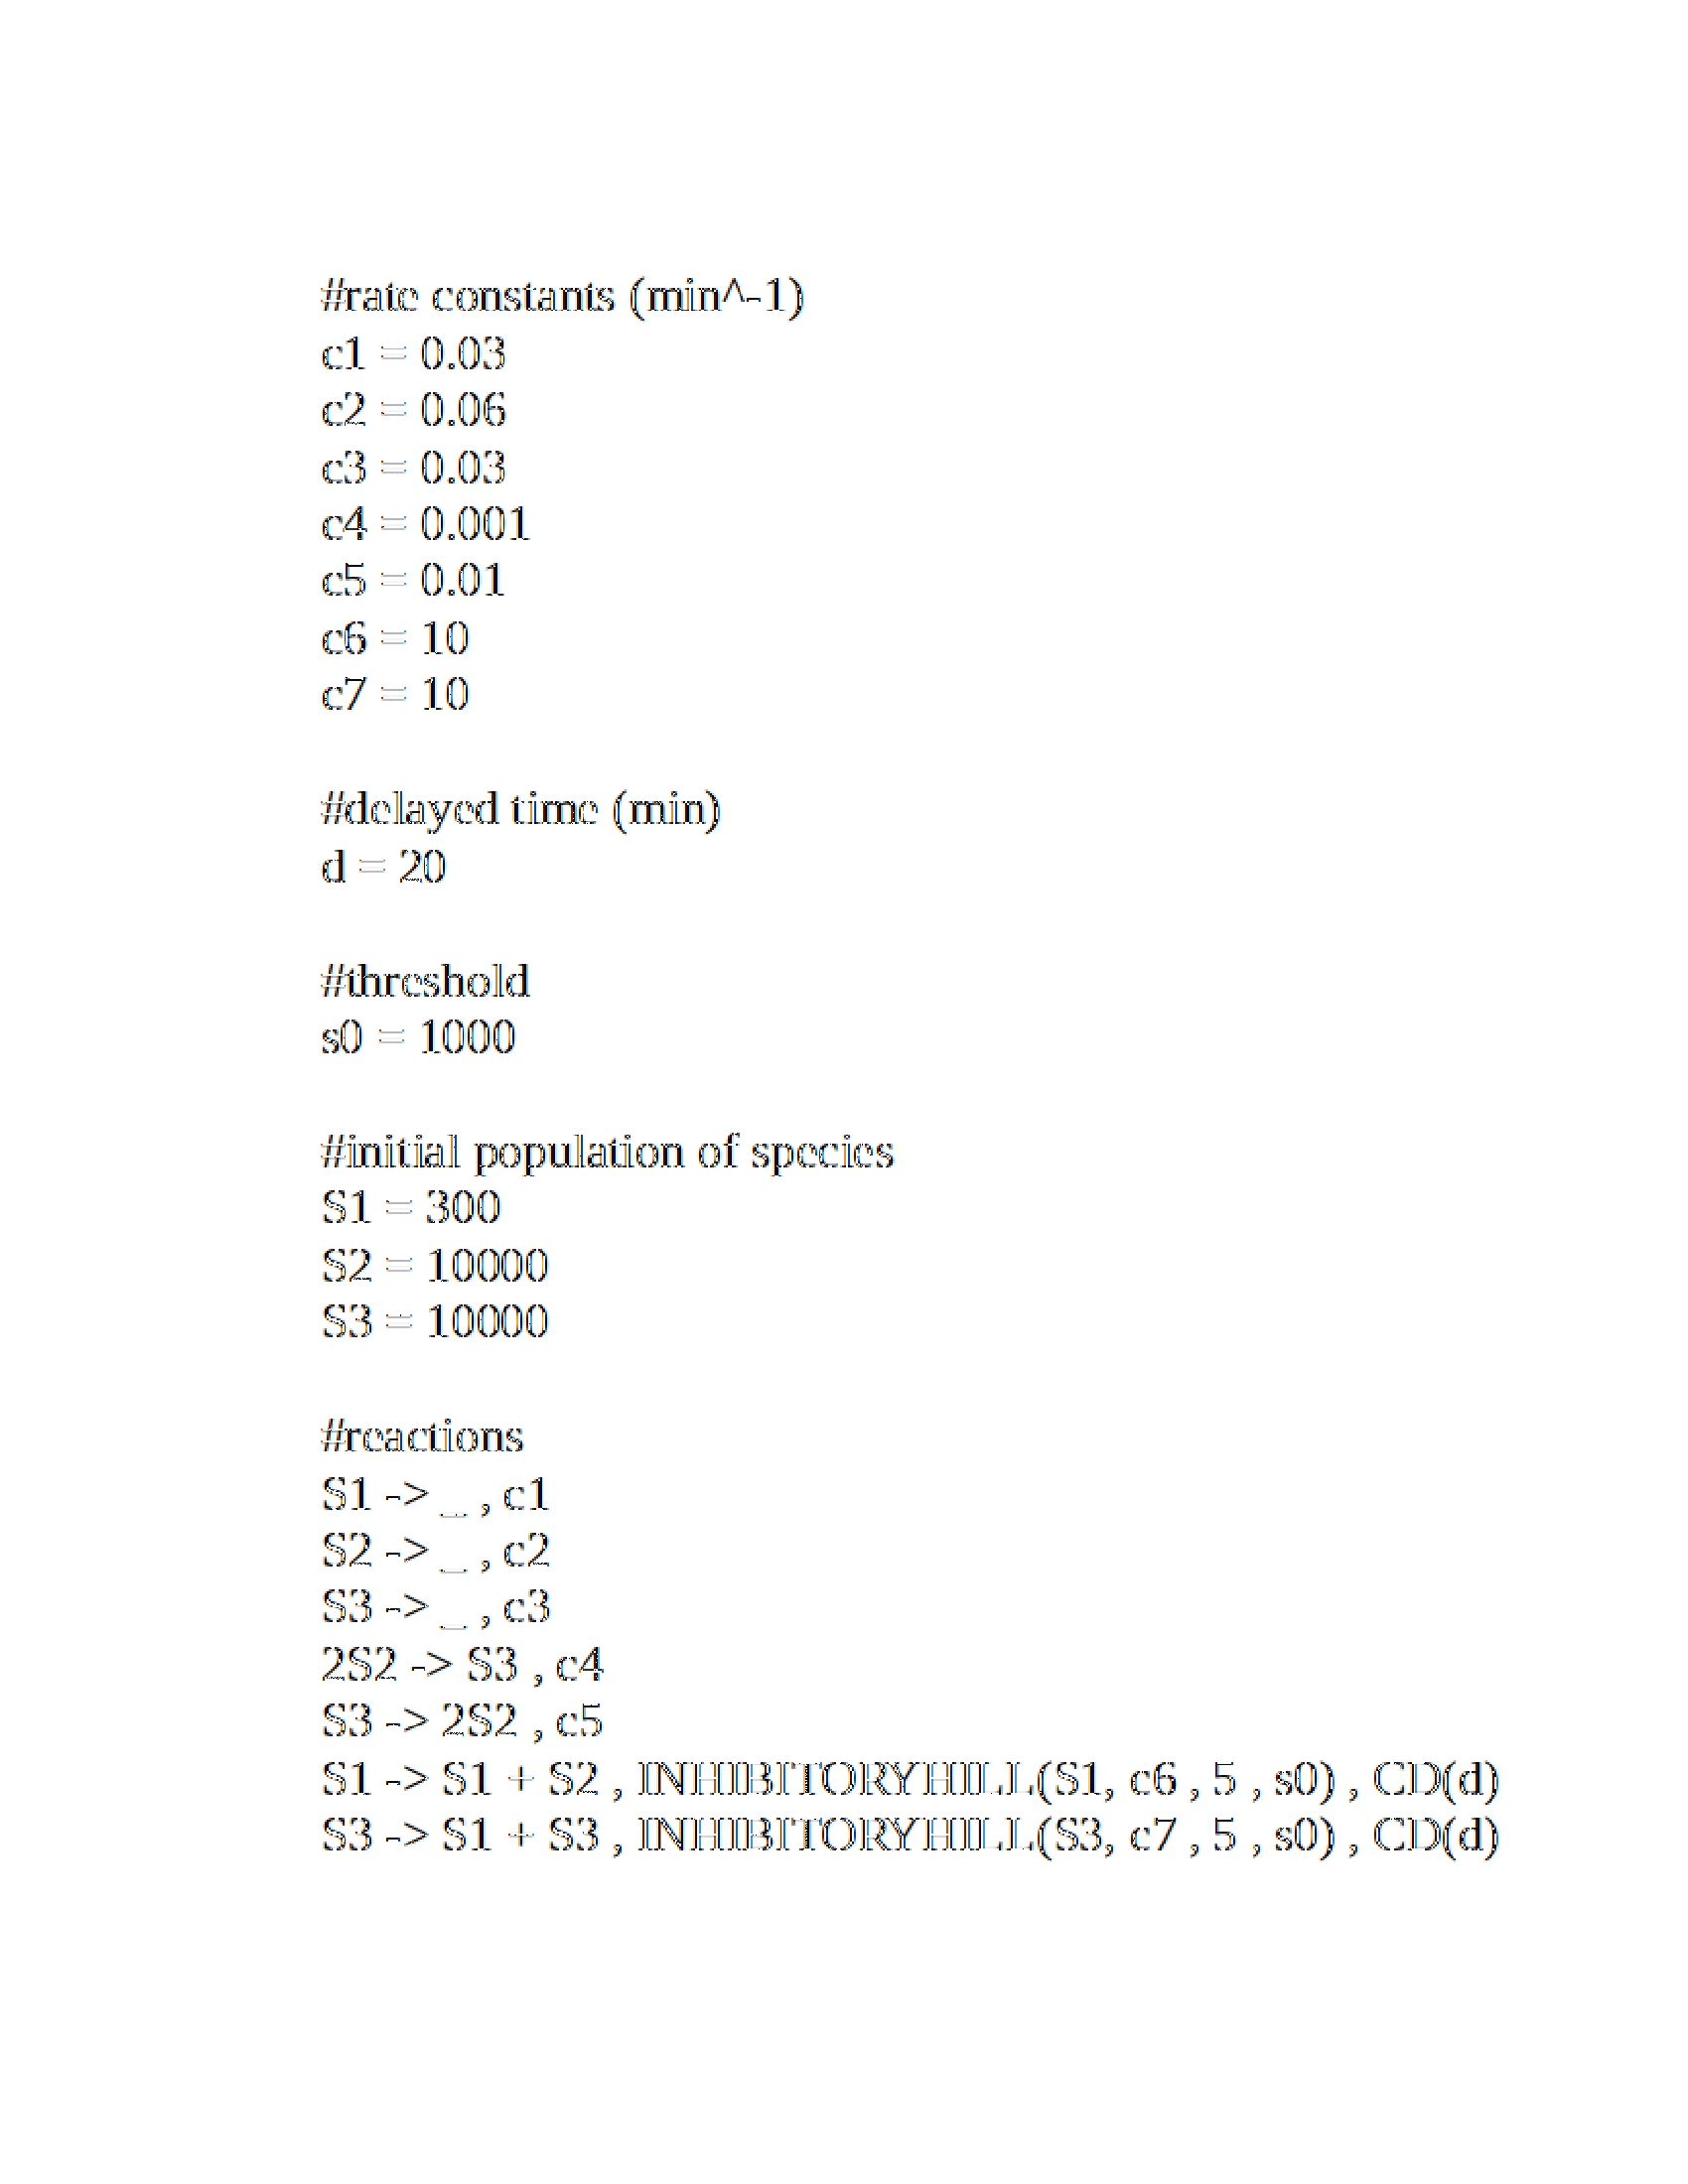 #rate constants (min^-1)
c1 = 0.03
c2 = 0.06
c3 = 0.03
c4 = 0.001
c5 = 0.01
c6 = 10
c7 = 10
#delayed time (min)
d = 20
#threshold
s0 = 1000
#initial population of species
S1 = 300
S2 = 10000
S3 = 10000
#reactions
S1 -> _ , c1
S2 -> _ , c2
S3 -> _ , c3
2S2 -> S3 , c4
S3 -> 2S2 , c5
S1 -> S1 + S2 , INHIBITORYHILL(S1, c6 , 5 , s0) , CD(d)
S3 -> S1 + S3 , INHIBITORYHILL(S3, c7 , 5 , s0) , CD(d)